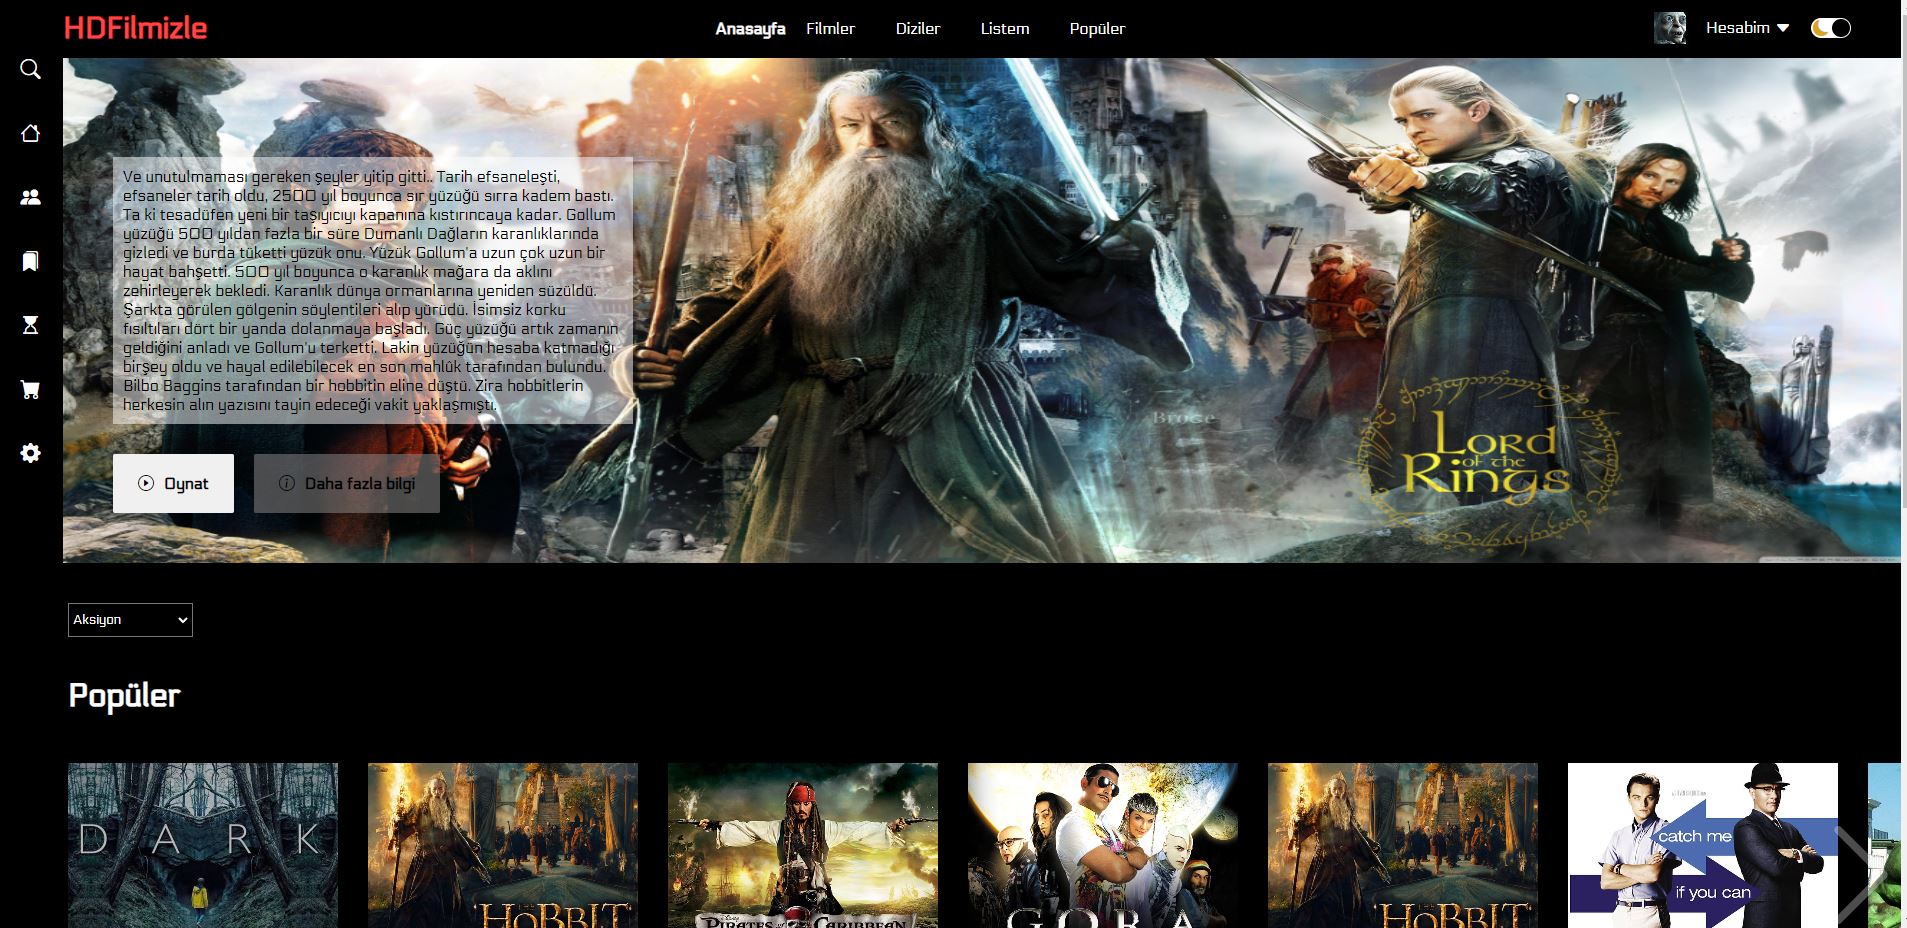 HDFilmizle
Anasayfa Filmler Diziler Listem Popüler
Hesabim
Ve unutulmaması gereken şeyler yitip gitti.. Tarih efsaneleşti,
efsaneler tarih oldu, 2500 yıl boyunca sır yüzüğü sırra kadem bastı.
Ta ki tesadüfen yeni bir taşıyıcıyı kapanına kıstırıncaya kadar. Gollum
yüzüğü 500 yıldan fazla bir süre Dumanlı Dağların karanlıklarında
gizledi ve burda tüketti yüzük onu. Yüzük Gollum'a uzun çok uzun bir
hayat bahşetti. 500 yıl boyunca o karanlık mağara da aklını
zehirleyerek bekledi. Karanlık dünya ormanlarına yeniden süzüldü.
Şarkta görülen gölgenin söylentileri alıp yürüdü. İsimsiz korku
fısıltıları dört bir yanda dolanmaya başladı. Güç yüzüğü artık zamanın
geldiğini anladı ve Gollum'u terketti. Lakin yüzüğün hesaba katmadığı
birşey oldu ve hayal edilebilecek en son mahlûk tarafından bulundu.
Bilbo Baggins tarafından bir hobbitin eline düştü. Zira hobbitlerin
herkesin alın yazısını tayin edeceği vakit yaklaşmıştı.
Oynat
Daha fazla bilgi
Broge
LORD
OF THE
RINGS
Aksiyon
Popüler
DARK
THE
HOBBIT
Disney
PIRATES of the CARIBBEAN
GORA
THE
HOBBIT
catch me
if you can